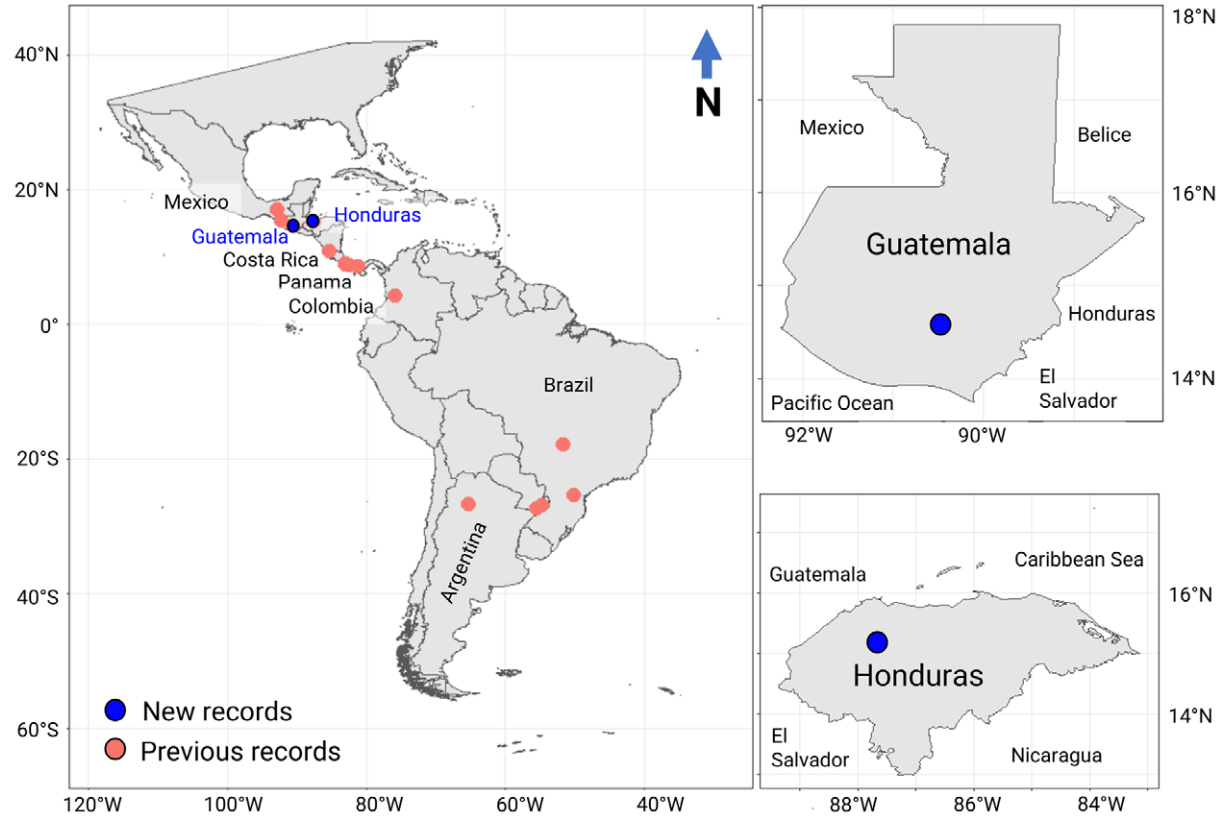 40°N
20°N
0°
20°S
40°S
60°S
120°W
100°W
80°W
60°W
40°W
N
Mexico
Honduras
Guatemala
Costa Rica
Panama
Colombia
Brazil
Argentina
New records
Previous records
18°N
16°N
14°N
92°W
90°W
Mexico
Belice
Guatemala
Honduras
El
Salvador
Pacific Ocean
Guatemala
Caribbean Sea
16°N
Honduras
14°N
El
Salvador
Nicaragua
88°W
86°W
84°W